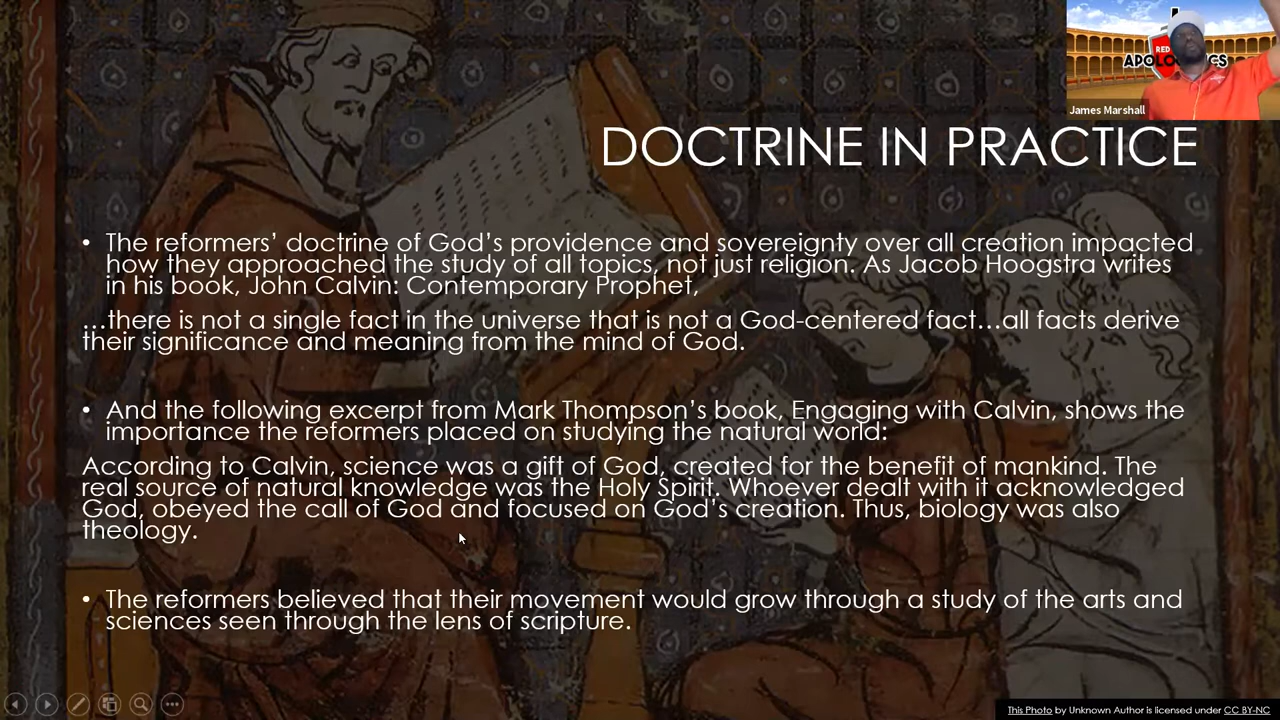 RED
APOLOGETICS
James Marshall
DOCTRINE IN PRACTICE
• The reformers’ doctrine of God’s providence and sovereignty over all creation impacted
how they approached the study of all topics, not just religion. As Jacob Hoogstra writes
in his book, John Calvin: Contemporary Prophet,
…there is not a single fact in the universe that is not a God-centered fact…all facts derive
their significance and meaning from the mind of God.
• And the following excerpt from Mark Thompson’s book, Engaging with Calvin, shows the
importance the reformers placed on studying the natural world:
According to Calvin, science was a gift of God, created for the benefit of mankind. The
real source of natural knowledge was the Holy Spirit. Whoever dealt with it acknowledged
God, obeyed the call of God and focused on God’s creation. Thus, biology was also
theology.
• The reformers believed that their movement would grow through a study of the arts and
sciences seen through the lens of scripture.
This Photo by Unknown Author is licensed under CC BY-NC